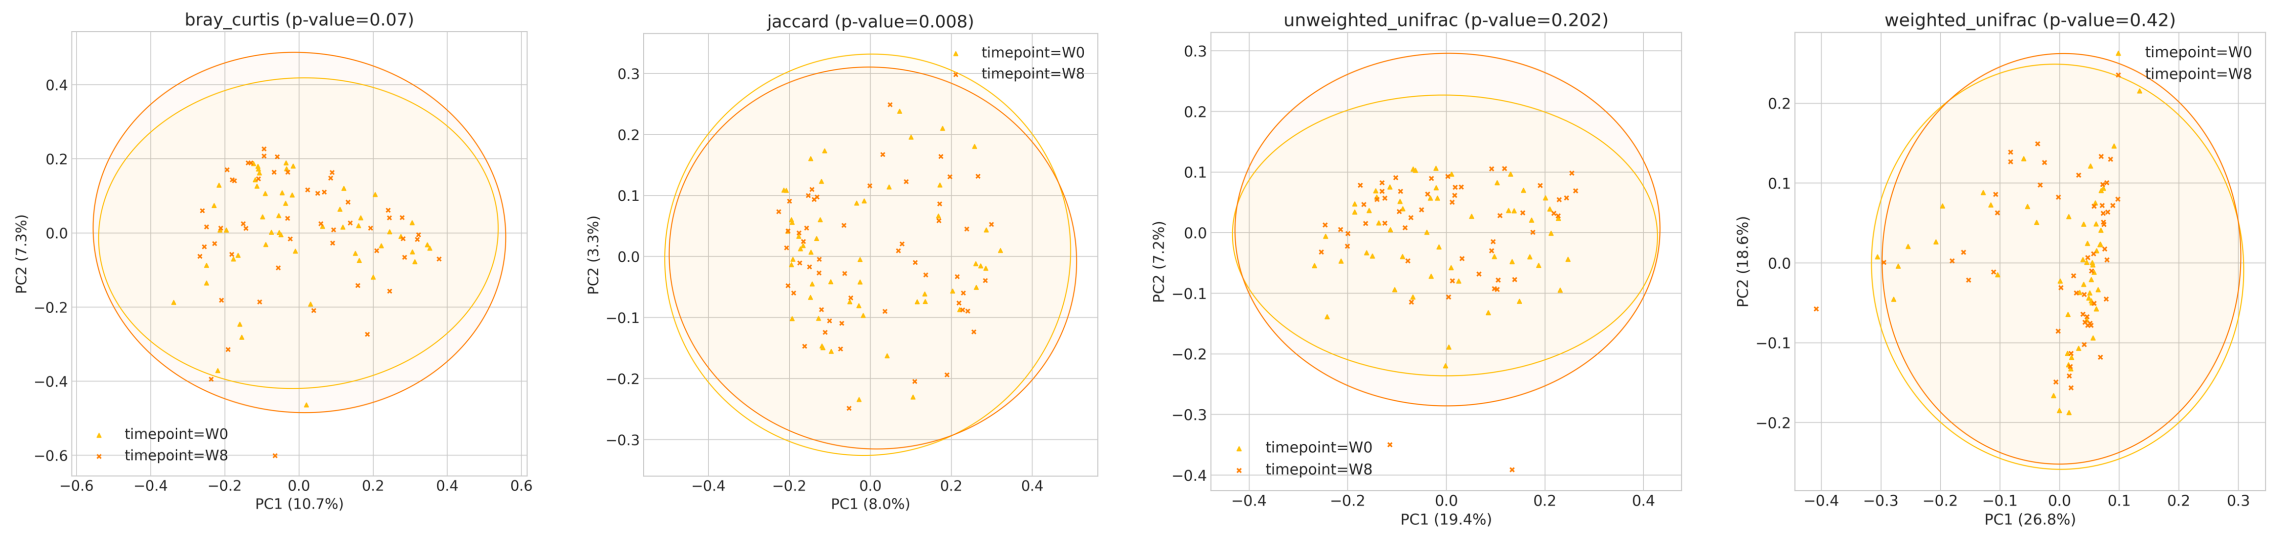 bray_curtis (p-value=0.07)
PC2 (7.3%)
0.4
0.2
0.0
−0.2
−0.4
−0.6
timepoint=W0
timepoint=W8
−0.6 −0.4 −0.2 0.0 0.2 0.4 0.6
PC1 (10.7%)
jaccard (p-value=0.008)
timepoint=W0
timepoint=W8
PC2 (3.3%)
0.3
0.2
0.1
0.0
−0.1
−0.2
−0.3
−0.4 −0.2 0.0 0.2 0.4
PC1 (8.0%)
unweighted_unifrac (p-value=0.202)
PC2 (7.2%)
0.3
0.2
0.1
0.0
−0.1
−0.2
−0.3
−0.4
timepoint=W0
timepoint=W8
−0.4 −0.2 0.0 0.2 0.4
PC1 (19.4%)
weighted_unifrac (p-value=0.42)
timepoint=W0
timepoint=W8
PC2 (18.6%)
0.2
0.1
0.0
−0.1
−0.2
−0.4 −0.3 −0.2 −0.1 0.0 0.1 0.2 0.3
PC1 (26.8%)